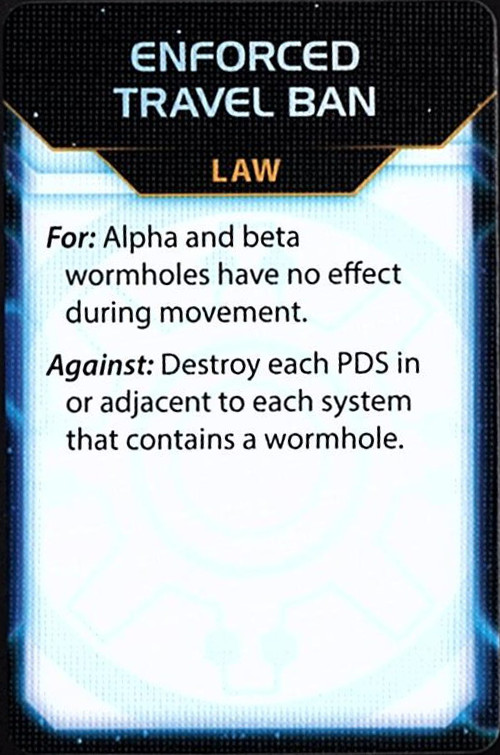 ENFORCED
TRAVEL BAN
LAW
For: Alpha and beta
wormholes have no effect
during movement.
Against: Destroy each PDS in
or adjacent to each system
that contains a wormhole.